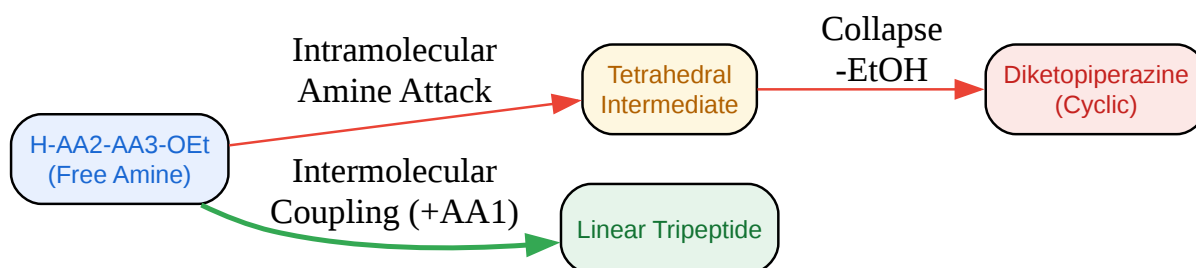 Intramolecular
Amine Attack
Collapse
-EtOH
Tetrahedral
Intermediate
Diketopiperazine
(Cyclic)
H-AA2-AA3-OEt
(Free Amine)
Intermolecular
Coupling (+AA1)
Linear Tripeptide